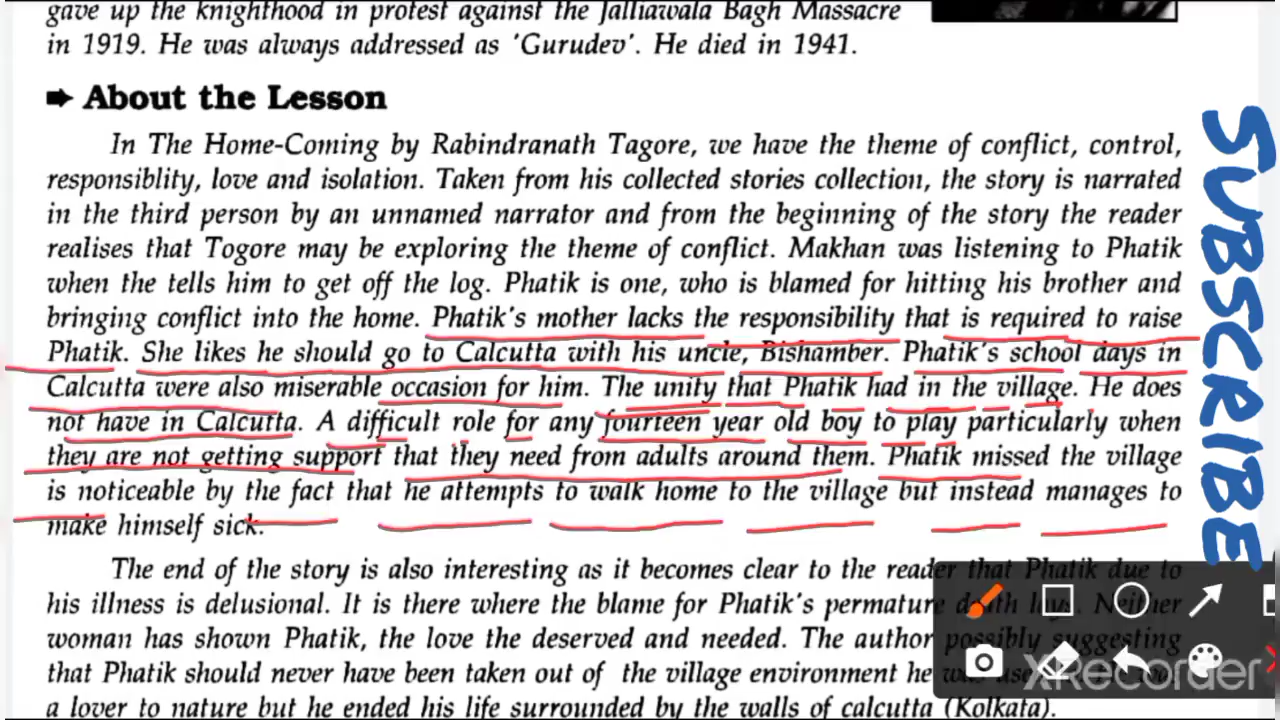 gave up the knighthood in protest against the Jalliawala Bagh Massacre
in 1919. He was always addressed as 'Gurudev'. He died in 1941.
➨ About the Lesson
In The Home-Coming by Rabindranath Tagore, we have the theme of conflict, control,
responsiblity, love and isolation. Taken from his collected stories collection, the story is narrated
in the third person by an unnamed narrator and from the beginning of the story the reader
realises that Togore may be exploring the theme of conflict. Makhan was listening to Phatik
when the tells him to get off the log. Phatik is one, who is blamed for hitting his brother and
bringing conflict into the home. Phatik's mother lacks the responsibility that is required to raise
Phatik. She likes he should go to Calcutta with his uncle, Bishamber. Phatik's school days in
Calcutta were also miserable occasion for him. The unity that Phatik had in the village. He does
not have in Calcutta. A difficult role for any fourteen year old boy to play particularly when
they are not getting support that they need from adults around them. Phatik missed the village
is noticeable by the fact that he attempts to walk home to the village but instead manages to
make himself sick.
The end of the story is also interesting as it becomes clear to the reader that Phatik due to
his illness is delusional. It is there where the blame for Phatik's permature death lays. Neither
woman has shown Phatik, the love the deserved and needed. The author possibly suggesting
that Phatik should never have been taken out of the village environment he was
a lover to nature but he ended his life surrounded by the walls of calcutta (Kolkata).
SUBSCRIBE
XRecorder